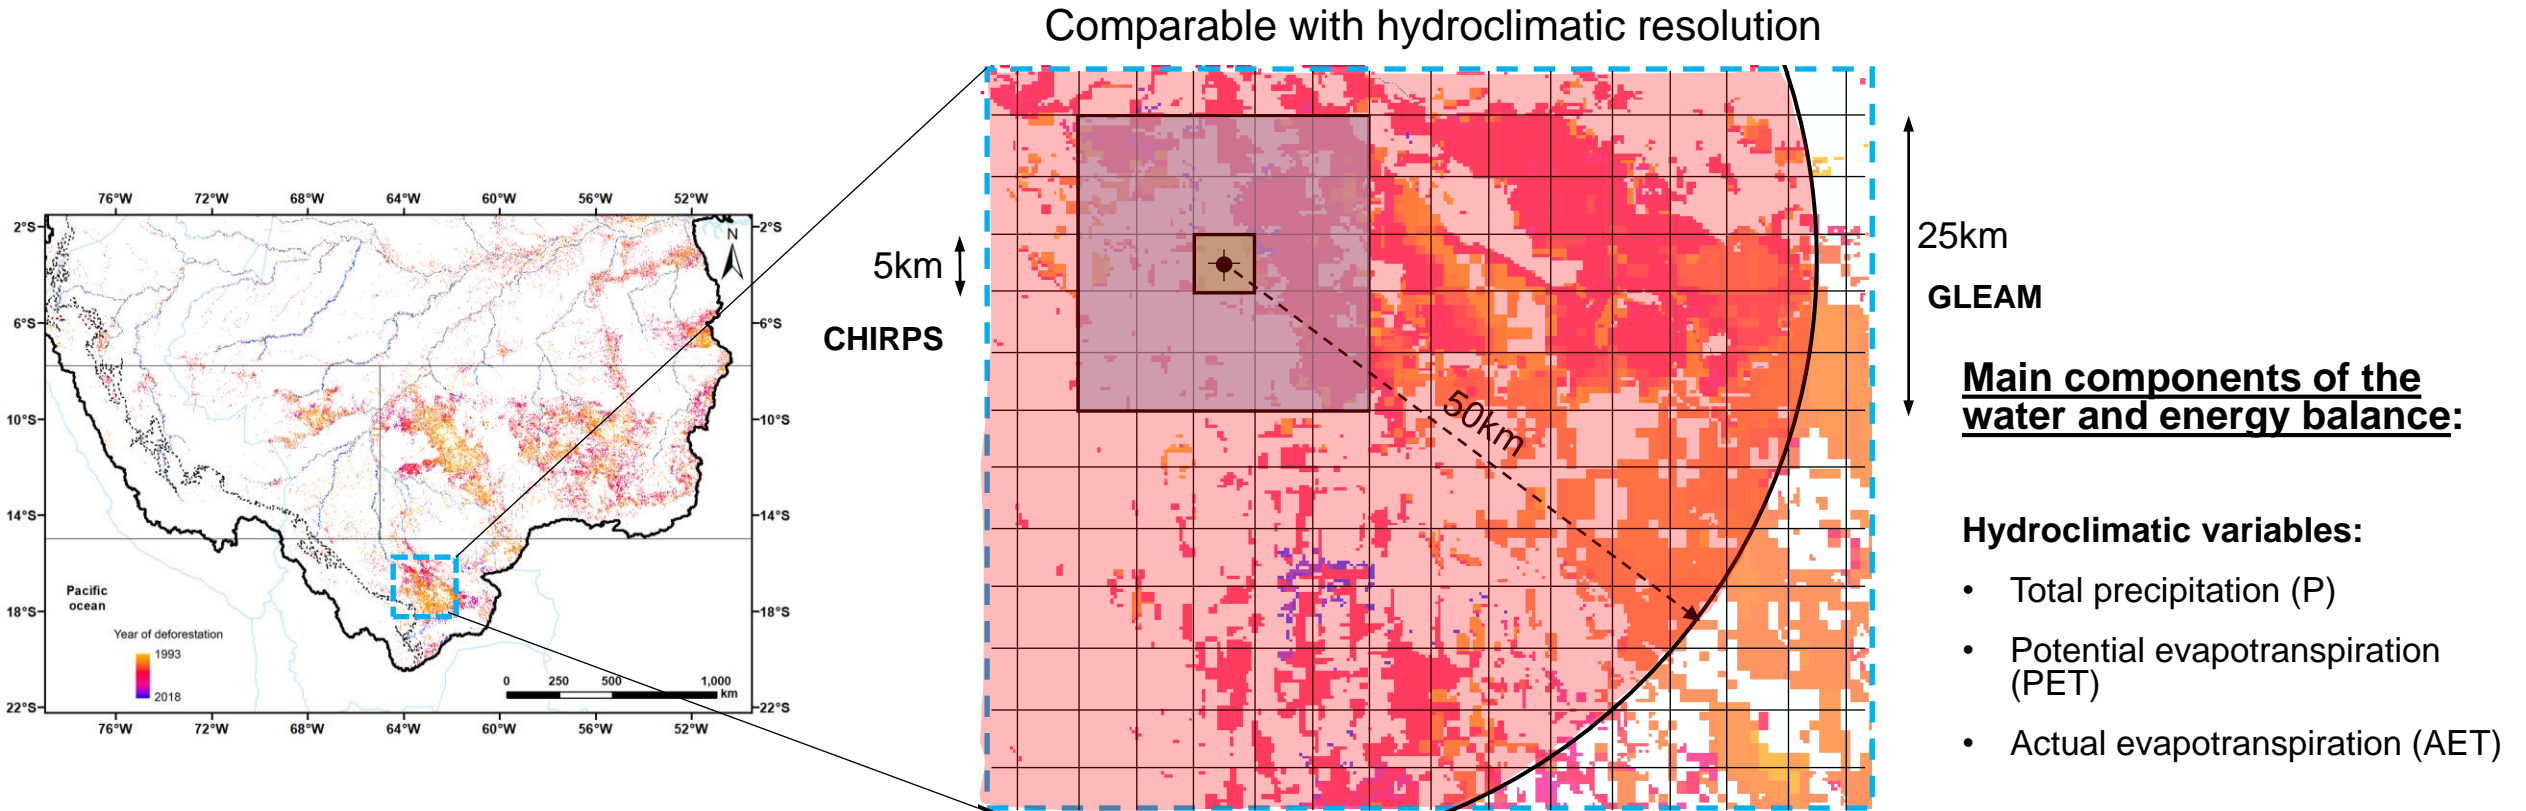 Comparable with hydroclimatic resolution
76°W 72°W 68°W 64°W 60°W 56°W 52°W
2°S 2°S
N
6°S 6°S
10°S 10°S
14°S 14°S
18°S 18°S
22°S 22°S
Pacific
ocean
Year of deforestation
1993
2018
0 250 500 1,000
km
76°W 72°W 68°W 64°W 60°W 56°W 52°W
5km
CHIRPS
50km
25km
GLEAM
Main components of the
water and energy balance:
Hydroclimatic variables:
• Total precipitation (P)
• Potential evapotranspiration
(PET)
• Actual evapotranspiration (AET)